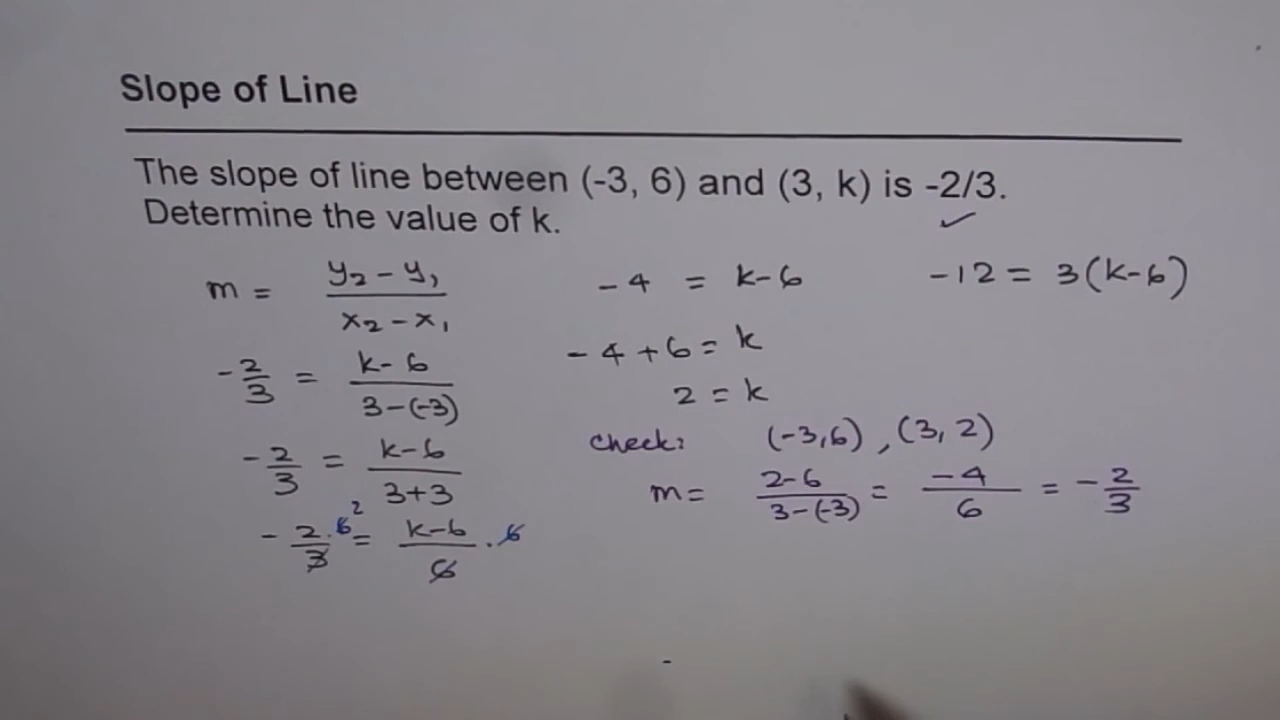 Slope of Line
The slope of line between (-3, 6) and (3, k) is -2/3.
Determine the value of k.
m = (y₂ - y₁)/(x₂ - x₁)
-2/3 = (k-6)/(3-(-3))
-2/3 = (k-6)/(3+3)
-2/3 · 6 2 = (k-6)/6 · 6
-4 = k-6
-4+6 = k
2 = k
check: (-3,6), (3,2)
m = (2-6)/(3-(-3)) = -4/6 = -2/3
-12 = 3(k-6)